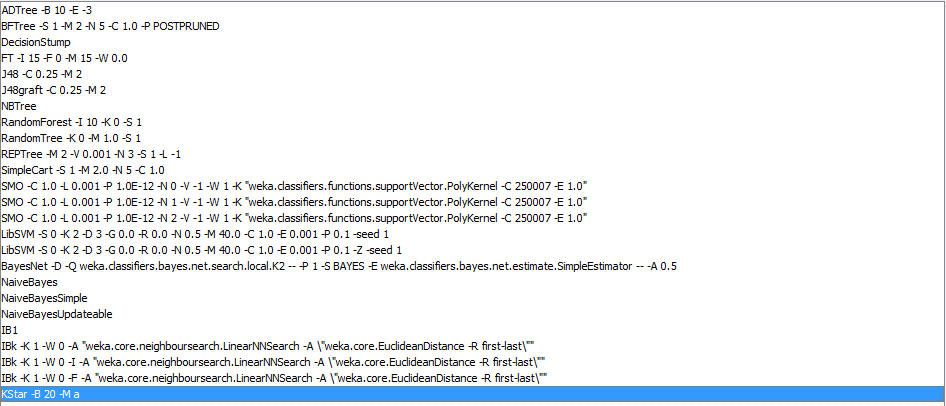 ADTree -B 10 -E -3
BFTree -S 1 -M 2 -N 5 -C 1.0 -P POSTPRUNED
DecisionStump
FT -I 15 -F 0 -M 15 -W 0.0
J48 -C 0.25 -M 2
J48graft -C 0.25 -M 2
NBTree
RandomForest -I 10 -K 0 -S 1
RandomTree -K 0 -M 1.0 -S 1
REPTree -M 2 -V 0.001 -N 3 -S 1 -L -1
SimpleCart -S 1 -M 2.0 -N 5 -C 1.0
SMO -C 1.0 -L 0.001 -P 1.0E-12 -N 0 -V -1 -W 1 -K "weka.classifiers.functions.supportVector.PolyKernel -C 250007 -E 1.0"
SMO -C 1.0 -L 0.001 -P 1.0E-12 -N 1 -V -1 -W 1 -K "weka.classifiers.functions.supportVector.PolyKernel -C 250007 -E 1.0"
SMO -C 1.0 -L 0.001 -P 1.0E-12 -N 2 -V -1 -W 1 -K "weka.classifiers.functions.supportVector.PolyKernel -C 250007 -E 1.0"
LibSVM -S 0 -K 2 -D 3 -G 0.0 -R 0.0 -N 0.5 -M 40.0 -C 1.0 -E 0.001 -P 0.1 -seed 1
LibSVM -S 0 -K 2 -D 3 -G 0.0 -R 0.0 -N 0.5 -M 40.0 -C 1.0 -E 0.001 -P 0.1 -Z -seed 1
BayesNet -D -Q weka.classifiers.bayes.net.search.local.K2 -- -P 1 -S BAYES -E weka.classifiers.bayes.net.estimate.SimpleEstimator -- -A 0.5
NaiveBayes
NaiveBayesSimple
NaiveBayesUpdateable
IB1
IBk -K 1 -W 0 -A "weka.core.neighboursearch.LinearNNSearch -A \"weka.core.EuclideanDistance -R first-last\""
IBk -K 1 -W 0 -I -A "weka.core.neighboursearch.LinearNNSearch -A \"weka.core.EuclideanDistance -R first-last\""
IBk -K 1 -W 0 -F -A "weka.core.neighboursearch.LinearNNSearch -A \"weka.core.EuclideanDistance -R first-last\""
KStar -B 20 -M a